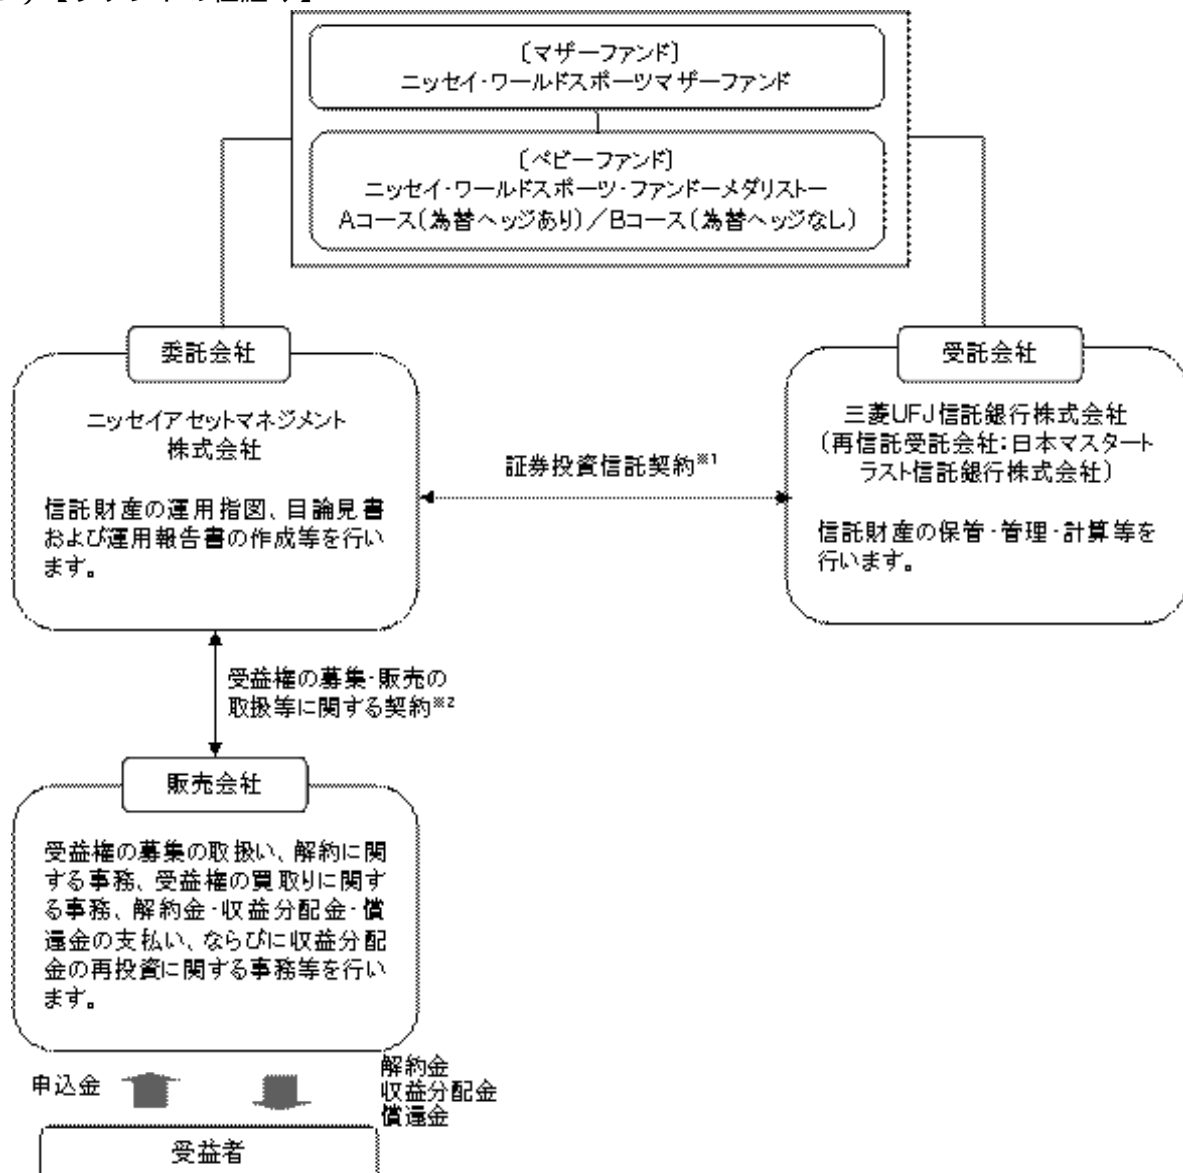 〔マザーファンド〕
ニッセイ・ワールドスポーツマザーファンド
〔ベビーファンド〕
ニッセイ・ワールドスポーツ・ファンドーメダリストー
Aコース(為替ヘッジあり)／Bコース(為替ヘッジなし)
委託会社
ニッセイアセットマネジメント
株式会社
信託財産の運用指図、目論見書
および運用報告書の作成等を行い
ます。
証券投資信託契約※1
受託会社
三菱UFJ信託銀行株式会社
(再信託受託会社:日本マスタート
ラスト信託銀行株式会社)
信託財産の保管・管理・計算等を
行います。
受益権の募集・販売の
取扱等に関する契約※2
販売会社
受益権の募集の取扱い、解約に関
する事務、受益権の買取りに関す
る事務、解約金・収益分配金・償
還金の支払い、ならびに収益分配
金の再投資に関する事務等を行い
ます。
申込金
解約金
収益分配金
償還金
受益者